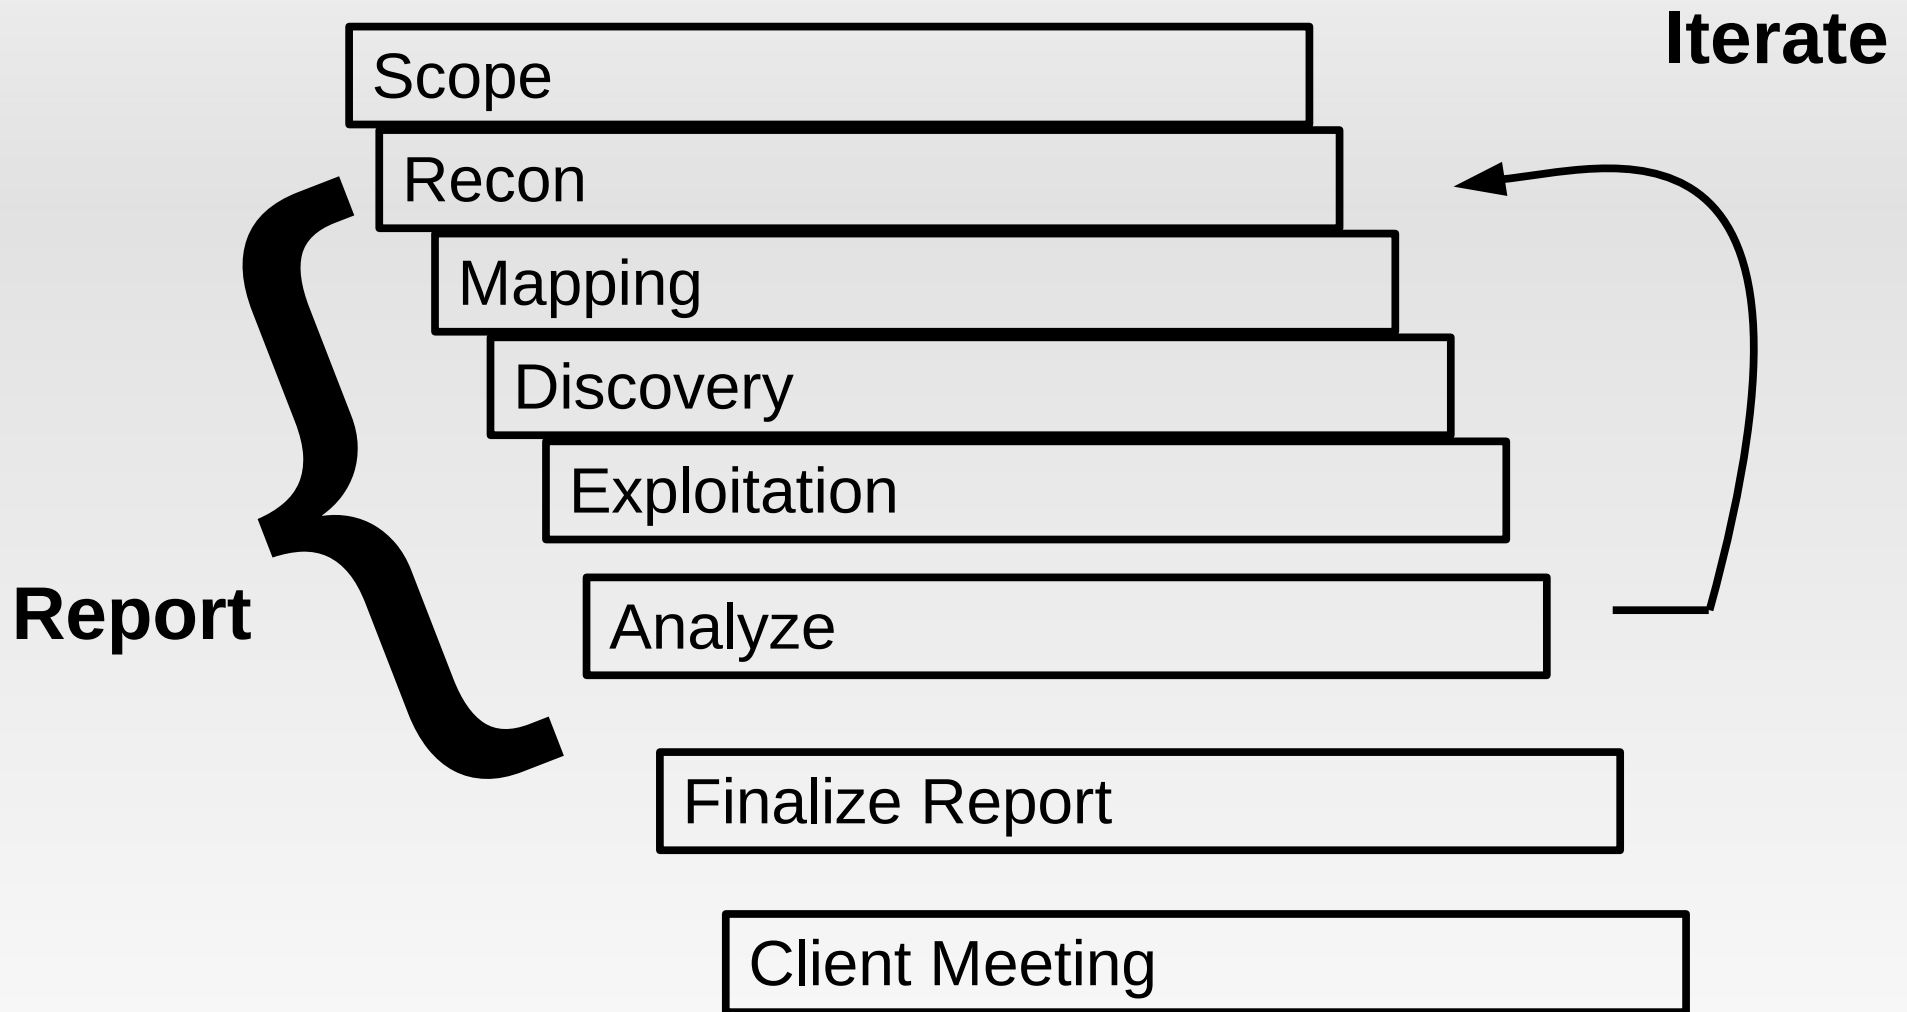 Iterate
Scope
Recon
Mapping
Discovery
Exploitation
Report
Analyze
Finalize Report
Client Meeting